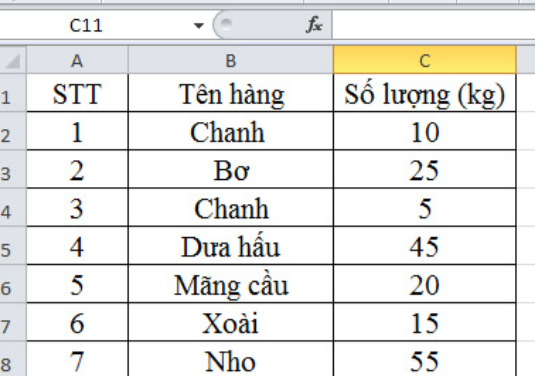 C11 fx
A B C
1 STT Tên hàng Số lượng (kg)
2 1 Chanh 10
3 2 Bơ 25
4 3 Chanh 5
5 4 Dưa hấu 45
6 5 Mãng cầu 20
7 6 Xoài 15
8 7 Nho 55